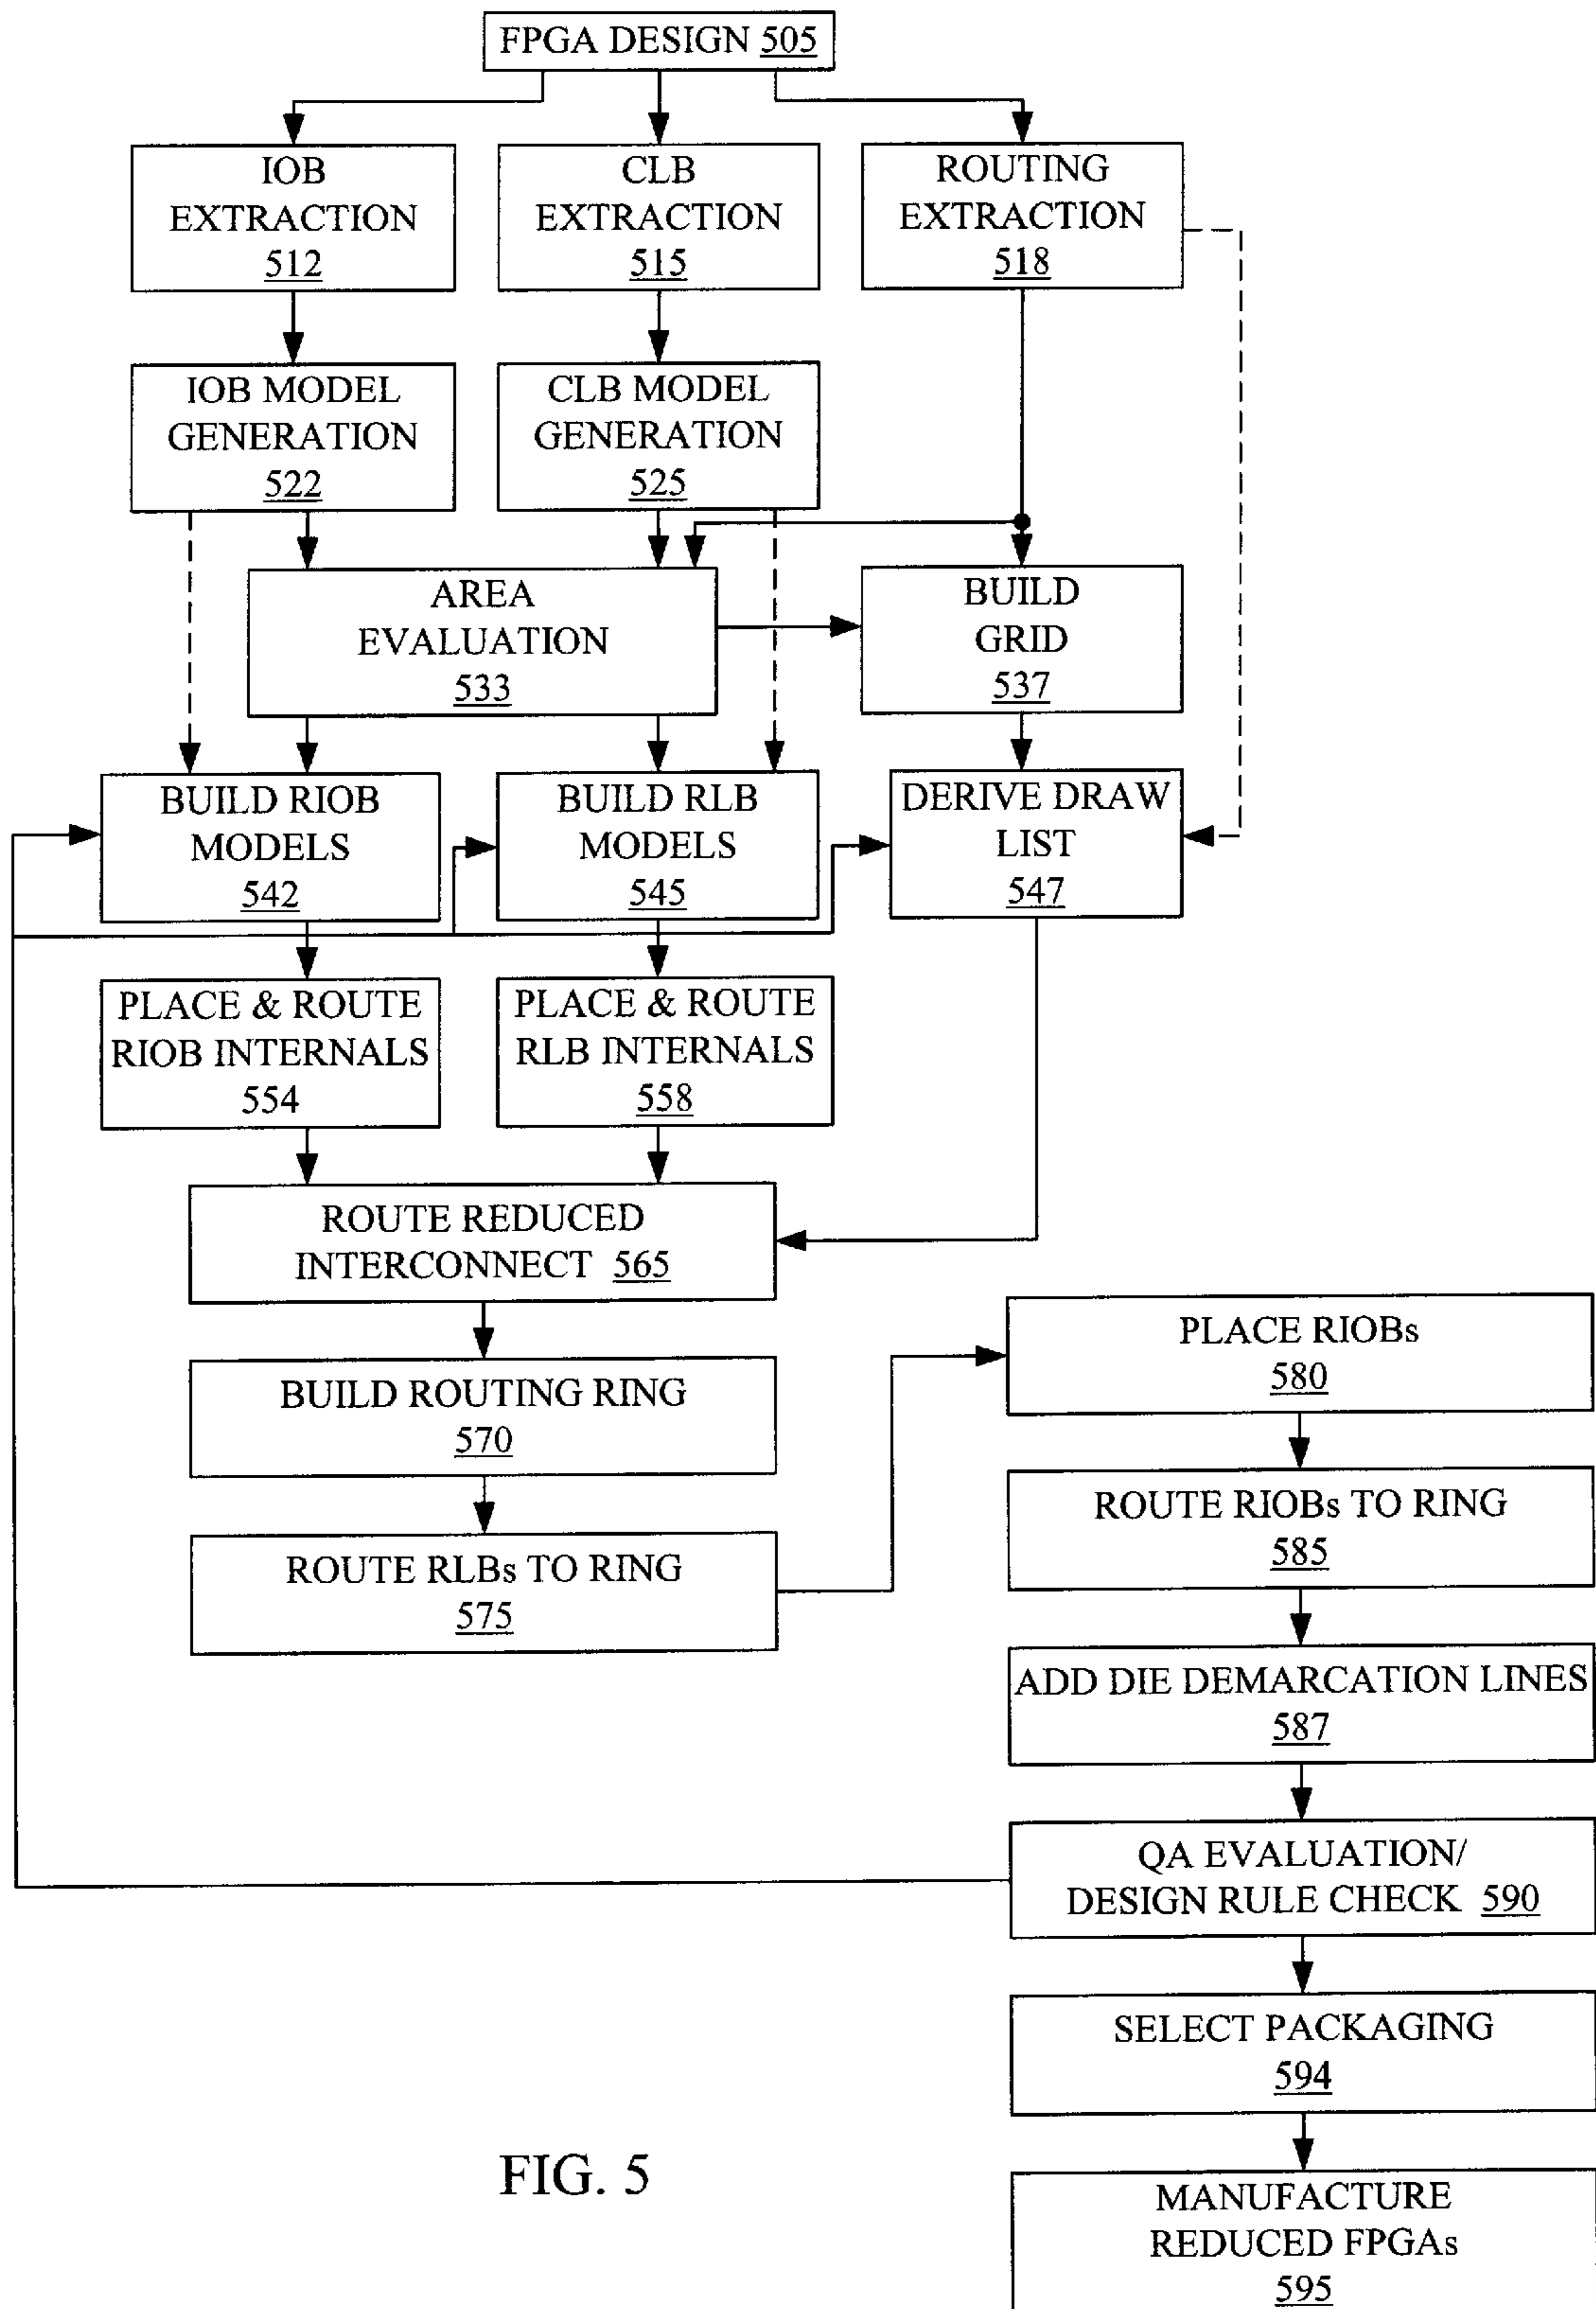 FPGA DESIGN 505
IOB
EXTRACTION
512
CLB
EXTRACTION
515
ROUTING
EXTRACTION
518
IOB MODEL
GENERATION
522
CLB MODEL
GENERATION
525
AREA
EVALUATION
533
BUILD
GRID
537
BUILD RIOB
MODELS
542
BUILD RLB
MODELS
545
DERIVE DRAW
LIST
547
PLACE & ROUTE
RIOB INTERNALS
554
PLACE & ROUTE
RLB INTERNALS
558
ROUTE REDUCED
INTERCONNECT 565
BUILD ROUTING RING
570
ROUTE RLBs TO RING
575
PLACE RIOBs
580
ROUTE RIOBs TO RING
585
ADD DIE DEMARCATION LINES
587
QA EVALUATION/
DESIGN RULE CHECK 590
SELECT PACKAGING
594
MANUFACTURE
REDUCED FPGAs
595
FIG. 5